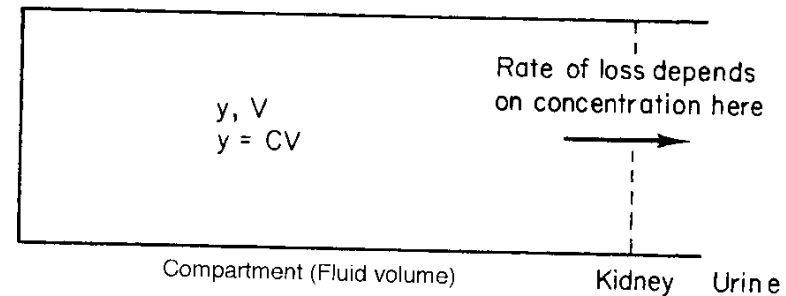 Rate of loss depends
on concentration here
y, V
y = CV
Compartment (Fluid volume)
Kidney Urine